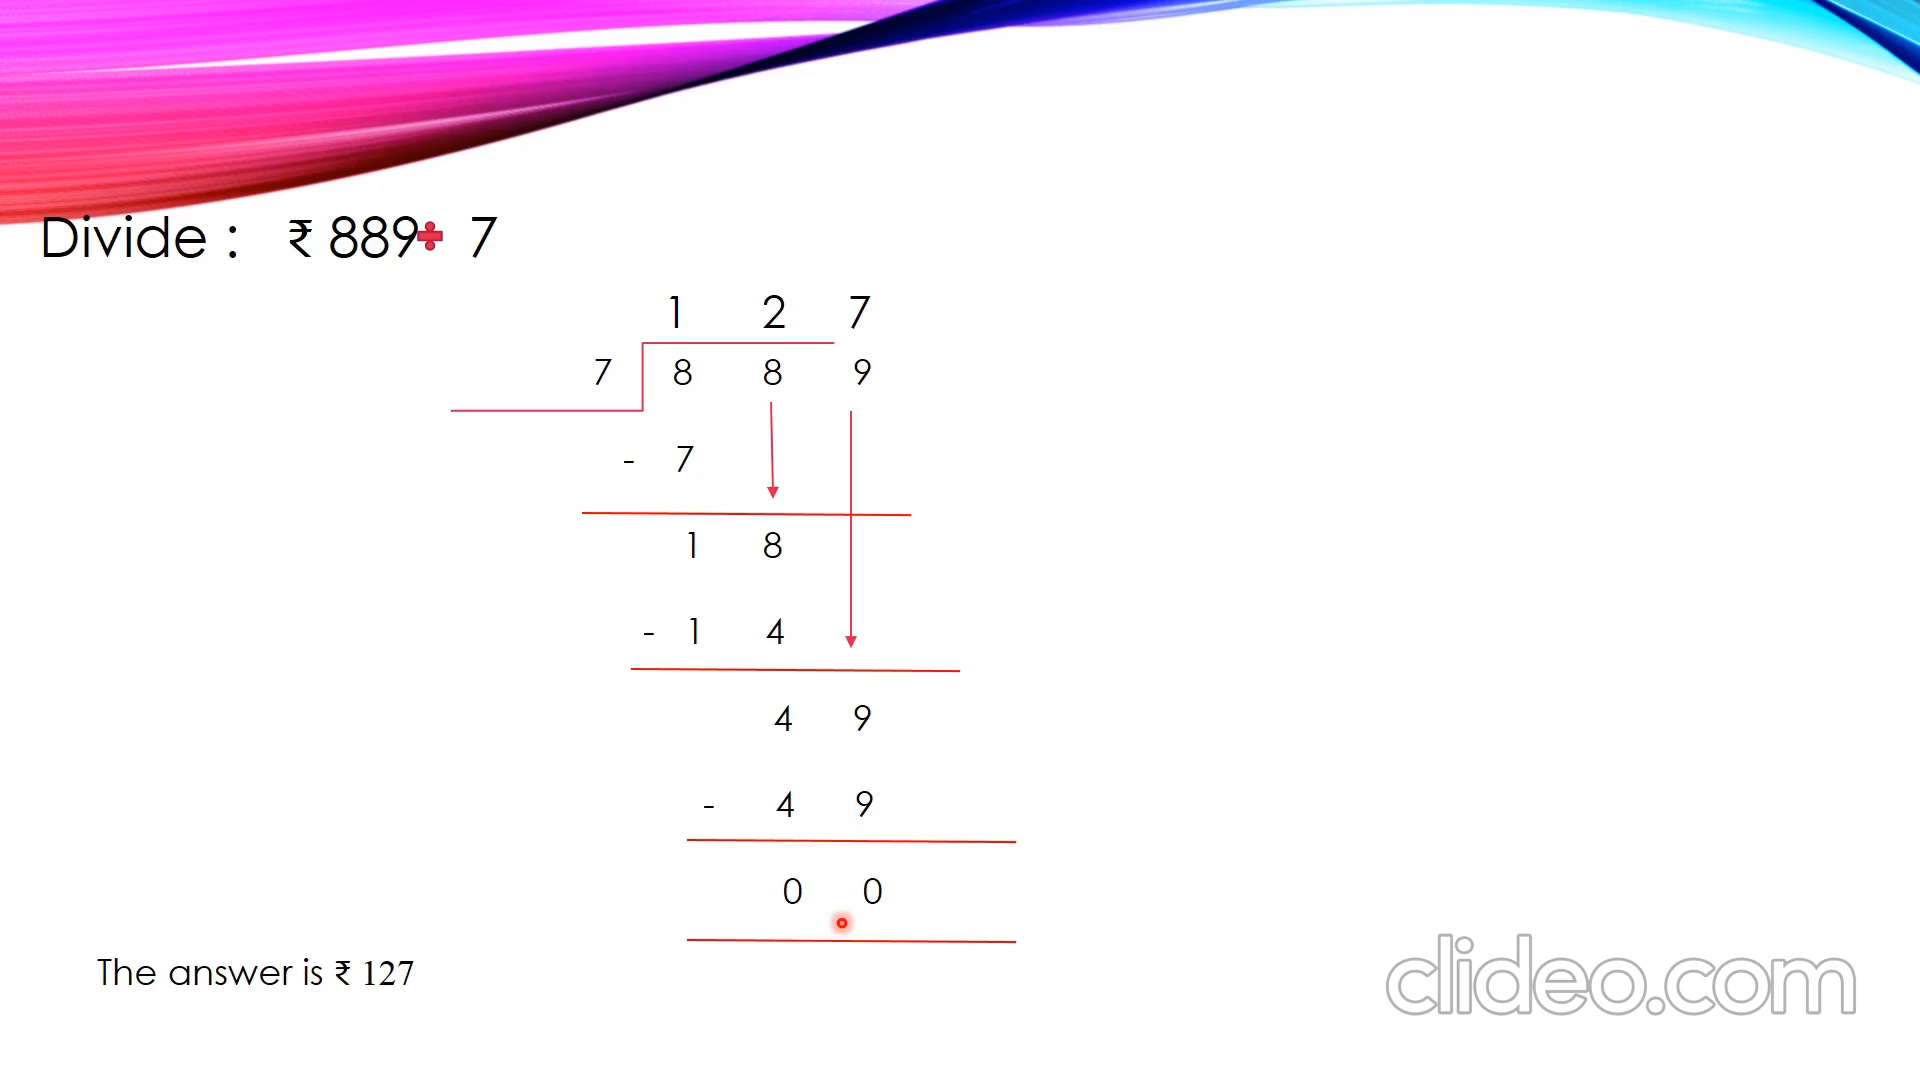 Divide : ₹ 889÷ 7
1 2 7
7 8 8 9
- 7
1 8
- 1 4
4 9
- 4 9
0 0
The answer is ₹ 127
clideo.com